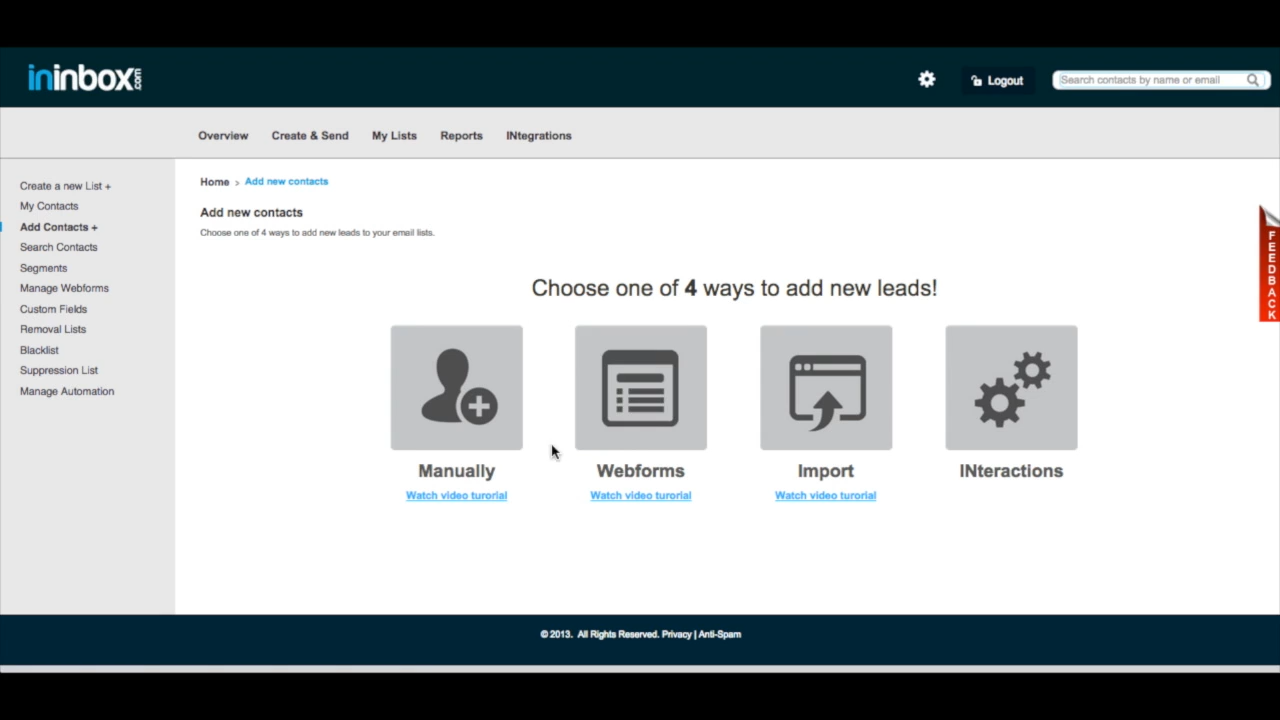 ininbox.com
Logout
Search contacts by name or email
Overview
Create & Send
My Lists
Reports
INtegrations
Create a new List +
My Contacts
Add Contacts +
Search Contacts
Segments
Manage Webforms
Custom Fields
Removal Lists
Blacklist
Suppression List
Manage Automation
Home > Add new contacts
Add new contacts
Choose one of 4 ways to add new leads to your email lists.
Choose one of 4 ways to add new leads!
Manually
Watch video turorial
Webforms
Watch video turorial
Import
Watch video turorial
INteractions
FEEDBACK
© 2013. All Rights Reserved. Privacy | Anti-Spam